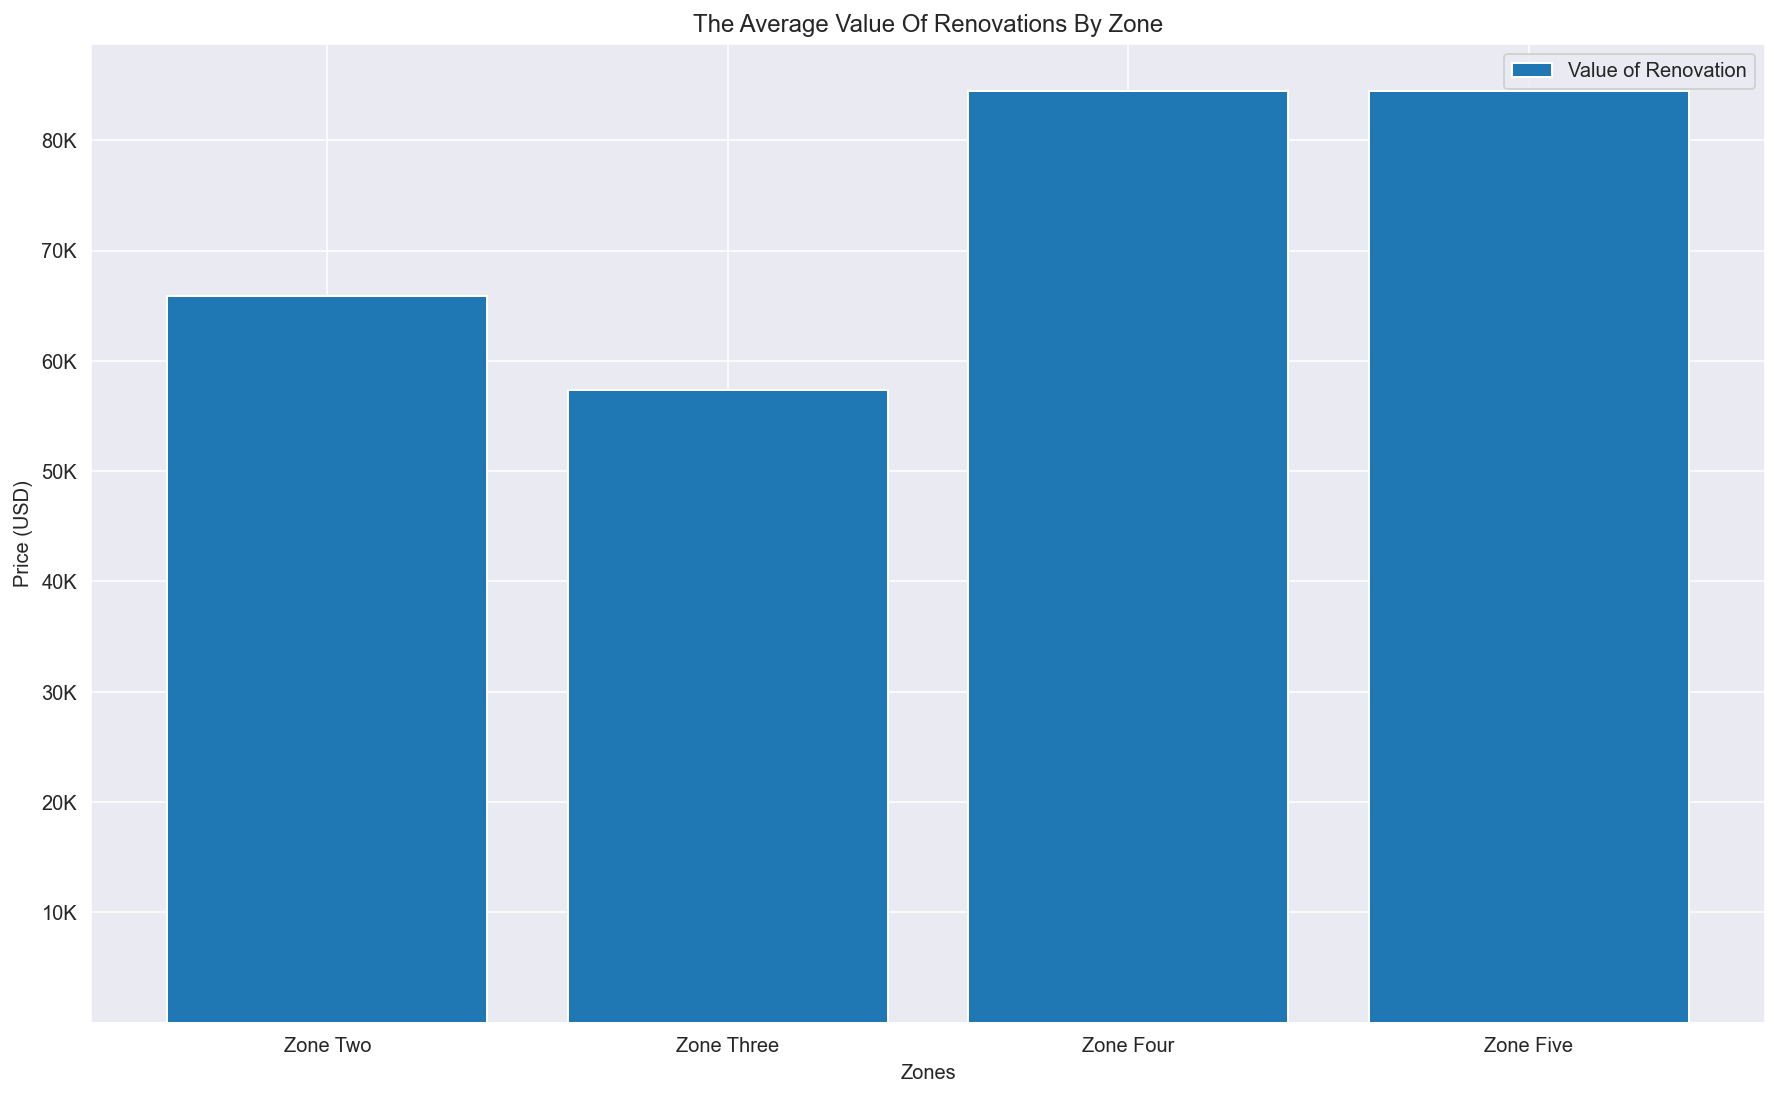 The Average Value Of Renovations By Zone
Value of Renovation
80K
70K
60K
50K
40K
30K
20K
10K
Price (USD)
Zone Two
Zone Three
Zone Four
Zone Five
Zones